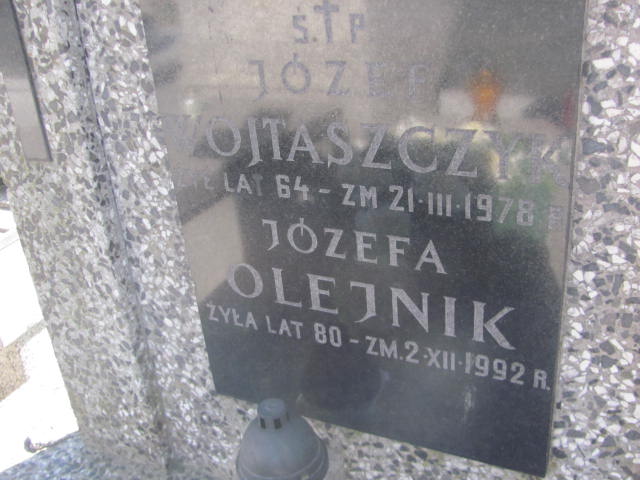 Ś.†P
JÓZEF
WOJTASZCZYK
ŻYŁ LAT 64 - ZM 21·III·1978 R
JÓZEFA
OLEJNIK
ŻYŁA LAT 80 - ZM. 2·XII·1992 R.